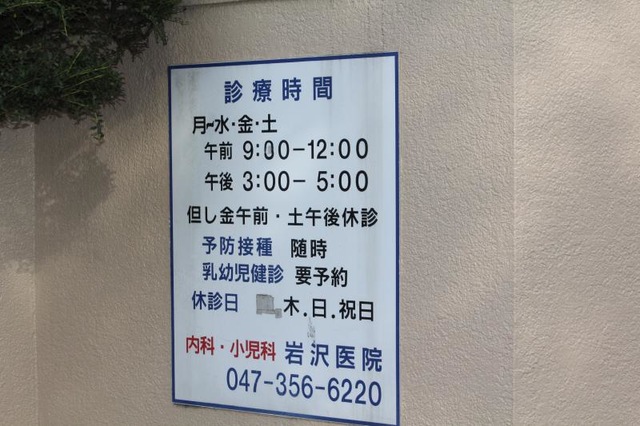 診療時間
月~水・金・土
午前 9:00-12:00
午後 3:00- 5:00
但し金午前・土午後休診
予防接種 随時
乳幼児健診 要予約
休診日 木.日.祝日
内科・小児科 岩沢医院
047-356-6220